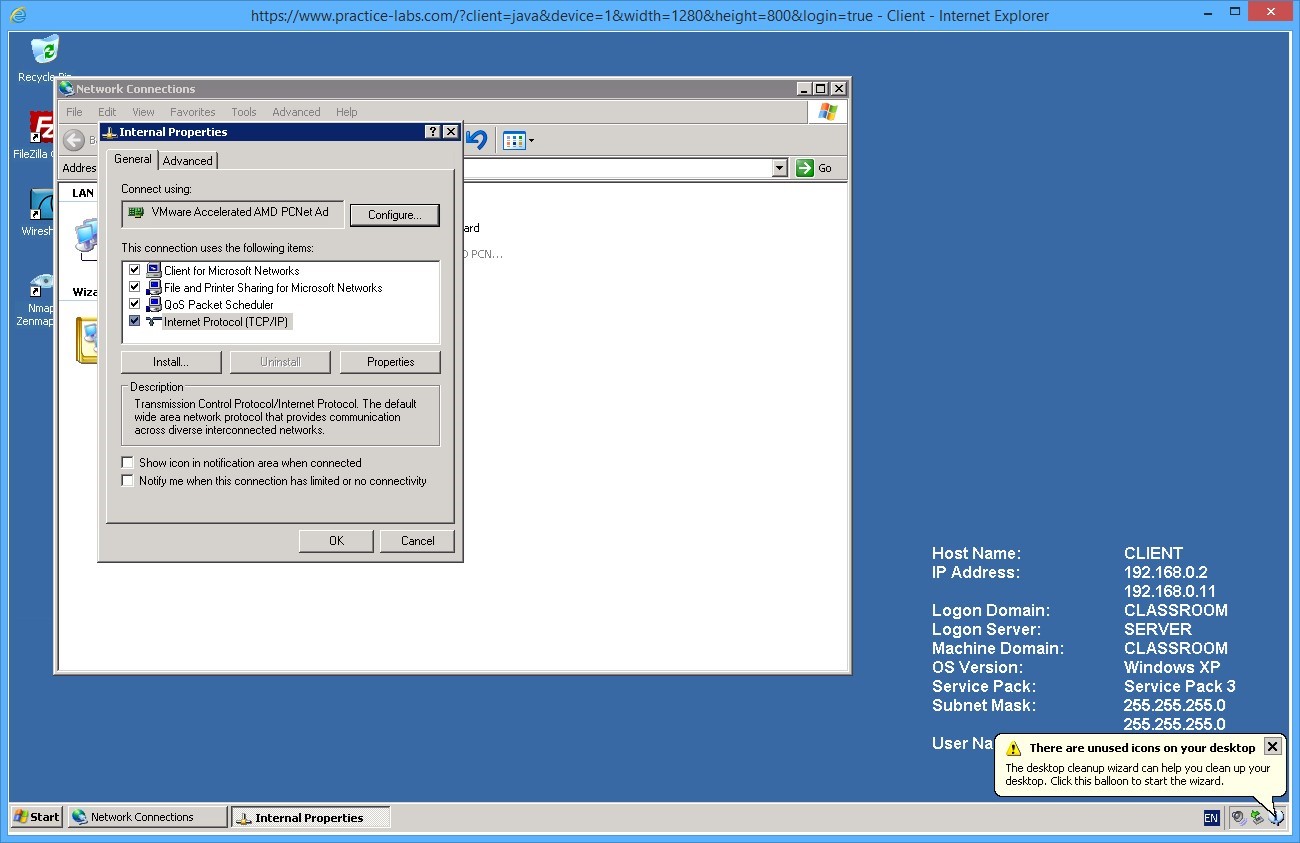 https://www.practice-labs.com/?client=java&device=1&width=1280&height=800&login=true - Client - Internet Explorer
Recycle
Network Connections
File Edit View Favorites Tools Advanced Help
Internal Properties
FileZilla
Addres
Go
General Advanced
LAN
Connect using:
VMware Accelerated AMD PCNet Ad
Configure...
ard
D PCN...
This connection uses the following items:
Client for Microsoft Networks
File and Printer Sharing for Microsoft Networks
QoS Packet Scheduler
Internet Protocol (TCP/IP)
Wiresh
Wiza
Nmap
Zenmap
Install... Uninstall Properties
Description
Transmission Control Protocol/Internet Protocol. The default
wide area network protocol that provides communication
across diverse interconnected networks.
Show icon in notification area when connected
Notify me when this connection has limited or no connectivity
OK Cancel
Host Name: CLIENT
IP Address: 192.168.0.2
192.168.0.11
Logon Domain: CLASSROOM
Logon Server: SERVER
Machine Domain: CLASSROOM
OS Version: Windows XP
Service Pack: Service Pack 3
Subnet Mask: 255.255.255.0
255.255.255.0
User Na
There are unused icons on your desktop
The desktop cleanup wizard can help you clean up your
desktop. Click this balloon to start the wizard.
Start Network Connections Internal Properties EN